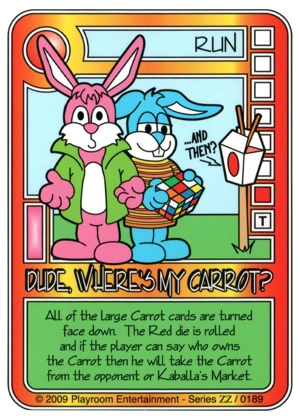 RUN
...AND
THEN?
T
DUDE, WHERE'S MY CARROT?
All of the large Carrot cards are turned
face down. The Red die is rolled
and if the player can say who owns
the Carrot then he will take the Carrot
from the opponent or Kaballa's Market.
© 2009 Playroom Entertainment - Series ZZ / 0189